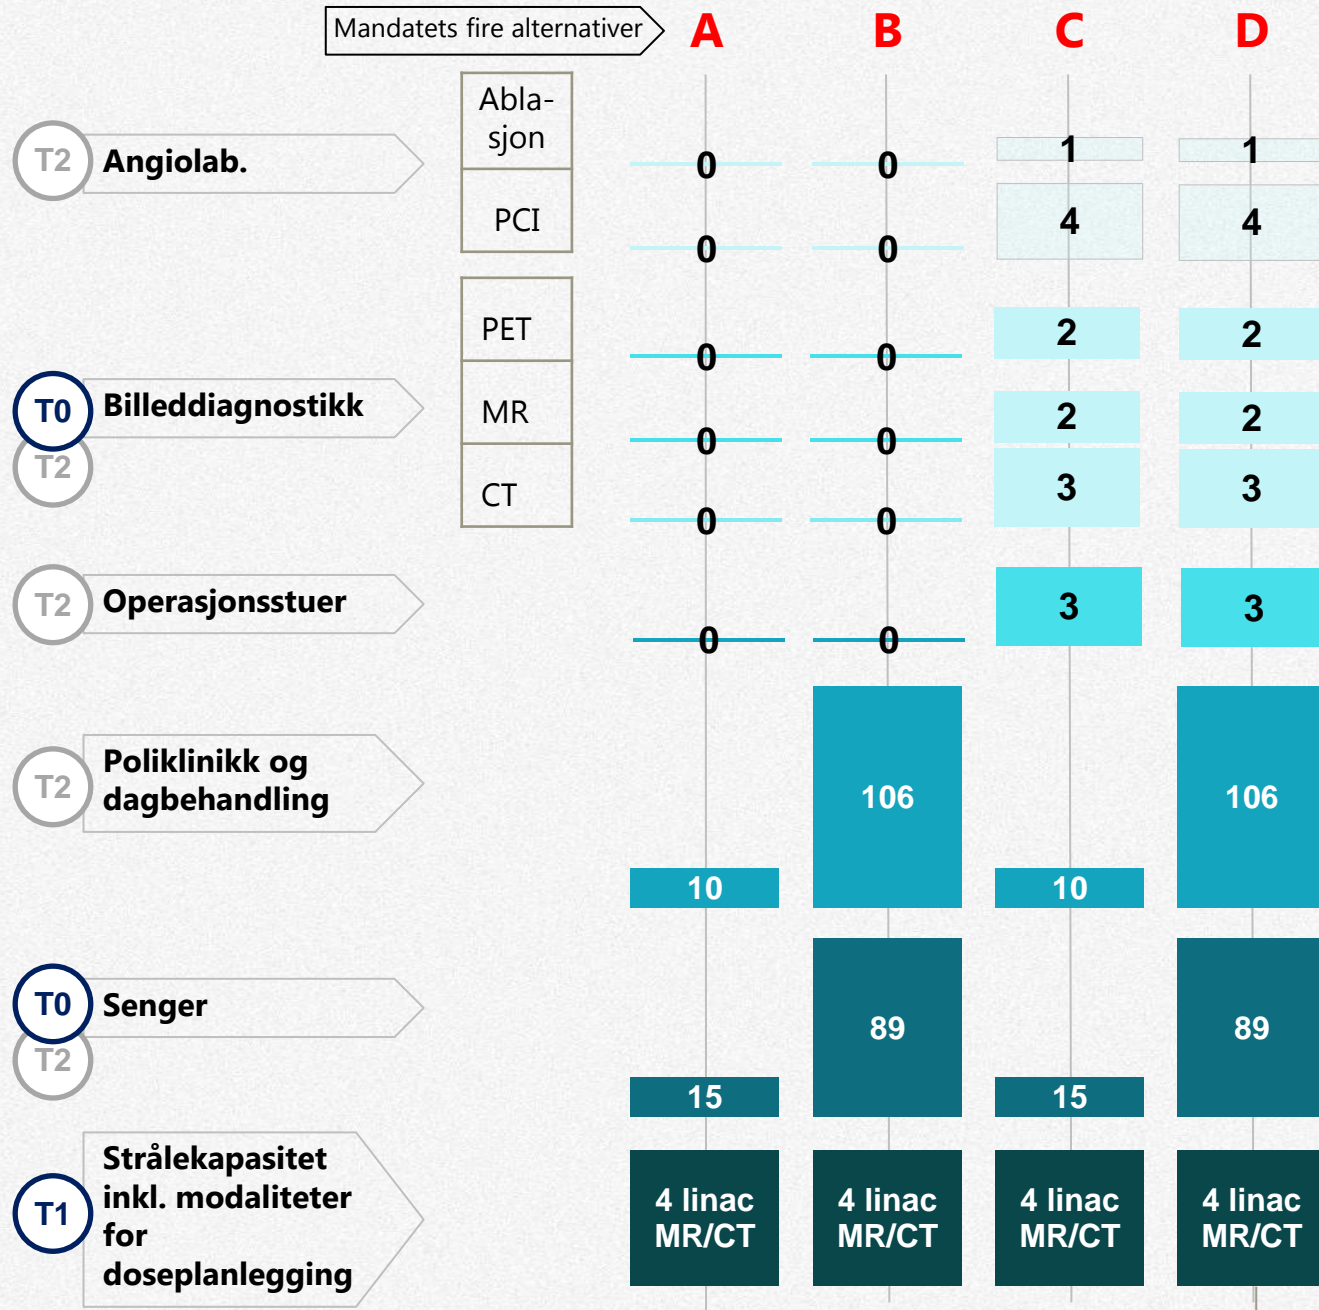 Mandatets fire alternativer
A B C D
Abla-
sjon
T2 Angiolab.
0 0 1 1
PCI
0 0 4 4
PET
0 0 2 2
T0 Billeddiagnostikk
MR
0 0 2 2
T2
CT
0 0 3 3
T2 Operasjonsstuer
0 0 3 3
T2
Poliklinikk og
dagbehandling
10 106 10 106
T0 Senger
T2
15 89 15 89
T1
Strålekapasitet
inkl. modaliteter
for
doseplanlegging
4 linac
MR/CT
4 linac
MR/CT
4 linac
MR/CT
4 linac
MR/CT